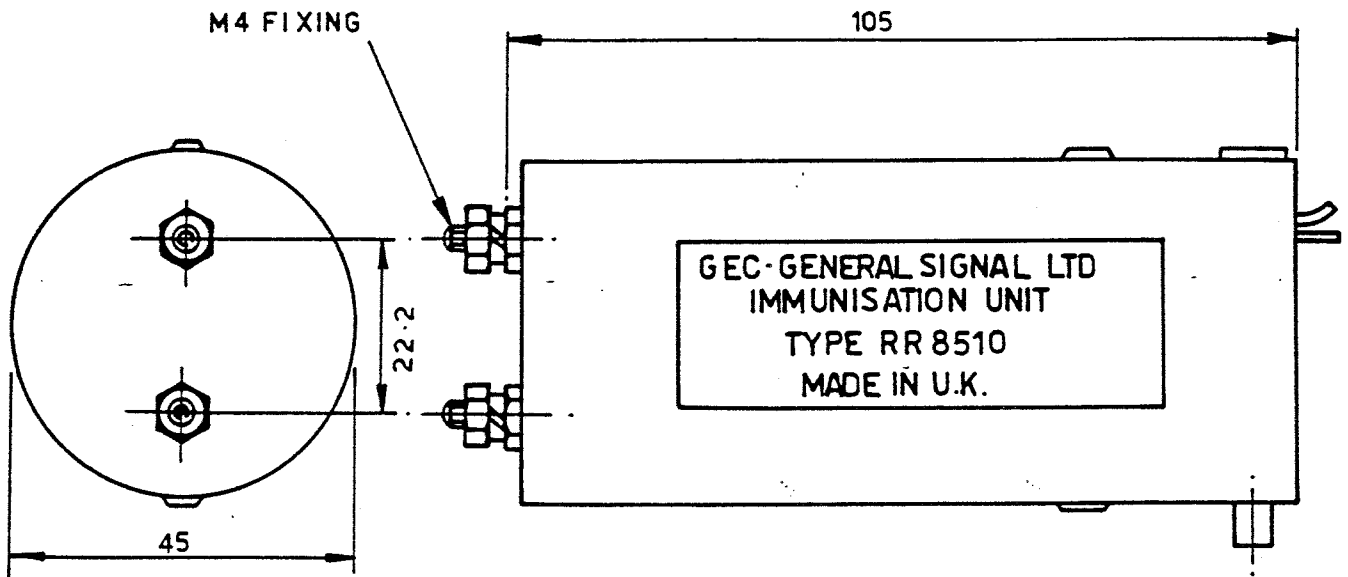 M4 FIXING
105
22·2
45
GEC·GENERAL SIGNAL LTD
IMMUNISATION UNIT
TYPE RR 8510
MADE IN U.K.